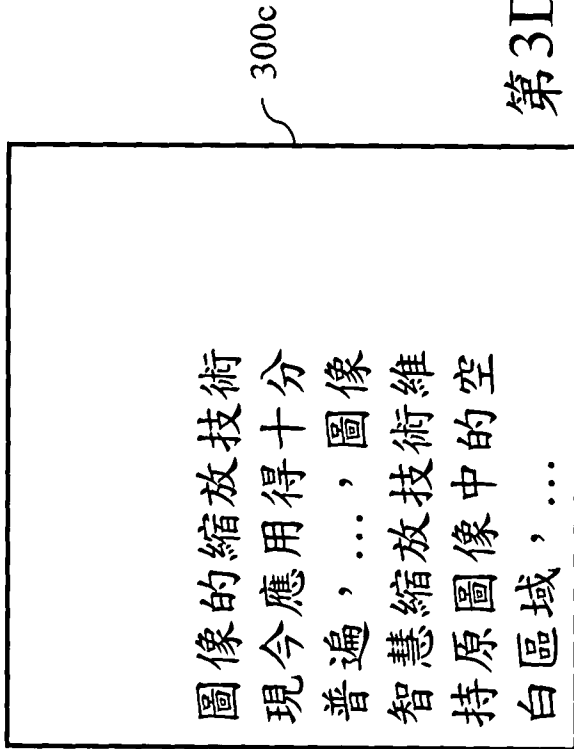 圖像的縮放技術
現今應用得十分
普遍，…，圖像
智慧縮放技術維
持原圖像中的空
白區域，…
300c
第3D